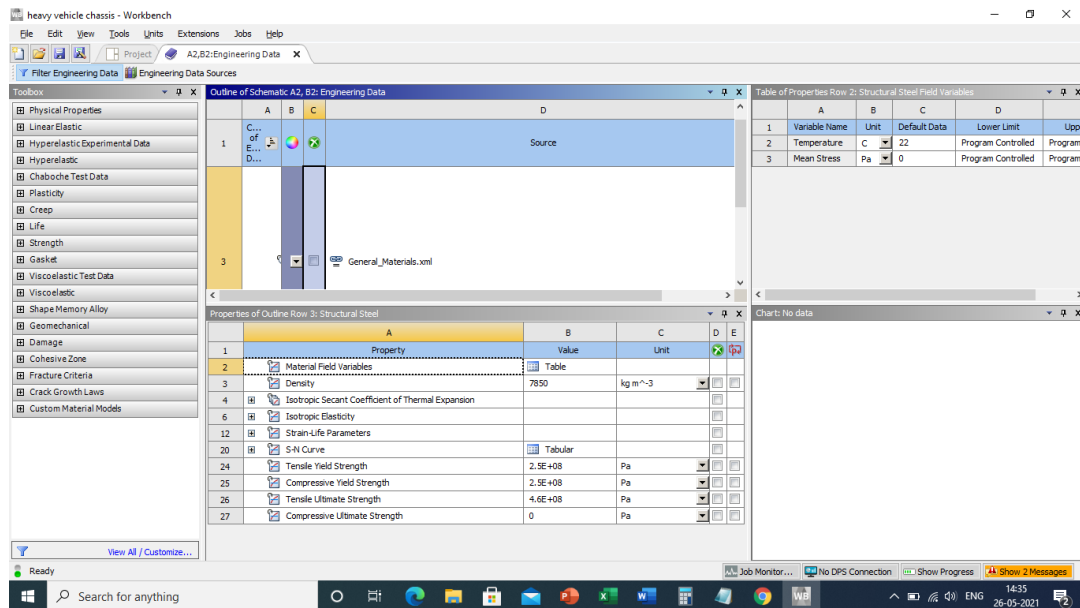 heavy vehicle chassis - Workbench
File Edit View Tools Units Extensions Jobs Help
Project A2,B2:Engineering Data
Filter Engineering Data Engineering Data Sources
Toolbox
Physical Properties
Linear Elastic
Hyperelastic Experimental Data
Hyperelastic
Chaboche Test Data
Plasticity
Creep
Life
Strength
Gasket
Viscoelastic Test Data
Viscoelastic
Shape Memory Alloy
Geomechanical
Damage
Cohesive Zone
Fracture Criteria
Crack Growth Laws
Custom Material Models
View All / Customize...
Outline of Schematic A2, B2: Engineering Data
A B C D
1 C... of E... D... Source
3 General_Materials.xml
Properties of Outline Row 3: Structural Steel
A B C D E
1 Property Value Unit
2 Material Field Variables Table
3 Density 7850 kg m^-3
4 Isotropic Secant Coefficient of Thermal Expansion
6 Isotropic Elasticity
12 Strain-Life Parameters
20 S-N Curve Tabular
24 Tensile Yield Strength 2.5E+08 Pa
25 Compressive Yield Strength 2.5E+08 Pa
26 Tensile Ultimate Strength 4.6E+08 Pa
27 Compressive Ultimate Strength 0 Pa
Table of Properties Row 2: Structural Steel Field Variables
A B C D
1 Variable Name Unit Default Data Lower Limit Upp
2 Temperature C 22 Program Controlled Program
3 Mean Stress Pa 0 Program Controlled Program
Chart: No data
Ready
Job Monitor... No DPS Connection Show Progress Show 2 Messages
Search for anything
ENG
14:35
26-05-2021
2